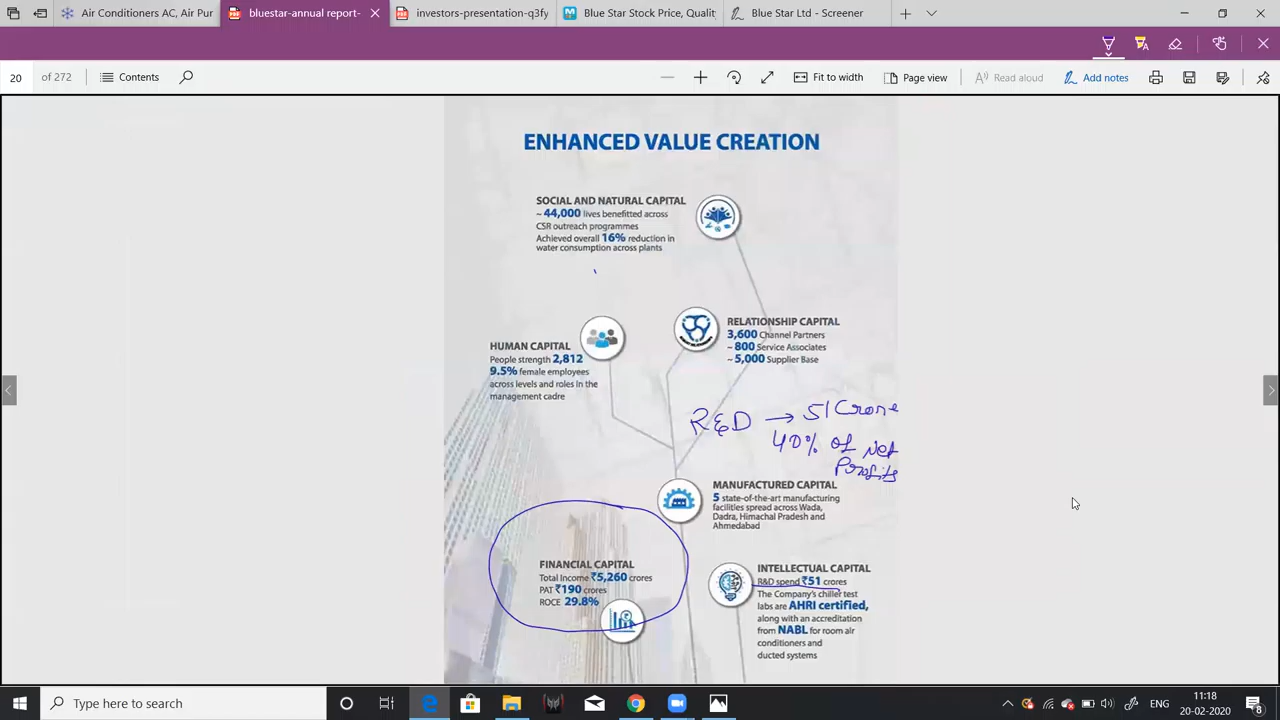 Air Conditioners AC, Air Pur
bluestar-annual report-
investors-presentation-q3fy
Blue Star Stock Price, Quality
Blue Star Ltd - Screener
20 of 272
Contents
Fit to width
Page view
Read aloud
Add notes
ENHANCED VALUE CREATION
SOCIAL AND NATURAL CAPITAL
~ 44,000 lives benefitted across
CSR outreach programmes
Achieved overall 16% reduction in
water consumption across plants
HUMAN CAPITAL
People strength 2,812
9.5% female employees
across levels and roles in the
management cadre
RELATIONSHIP CAPITAL
3,600 Channel Partners
~ 800 Service Associates
~ 5,000 Supplier Base
R&D → 51 Crore
40% of Net
Profits
MANUFACTURED CAPITAL
5 state-of-the-art manufacturing
facilities spread across Wada,
Dadra, Himachal Pradesh and
Ahmedabad
FINANCIAL CAPITAL
Total Income ₹5,260 crores
PAT ₹190 crores
ROCE 29.8%
INTELLECTUAL CAPITAL
R&D spend ₹51 crores
The Company's chiller test
labs are AHRI certified,
along with an accreditation
from NABL for room air
conditioners and
ducted systems
Type here to search
ENG
11:18
20-02-2020
8